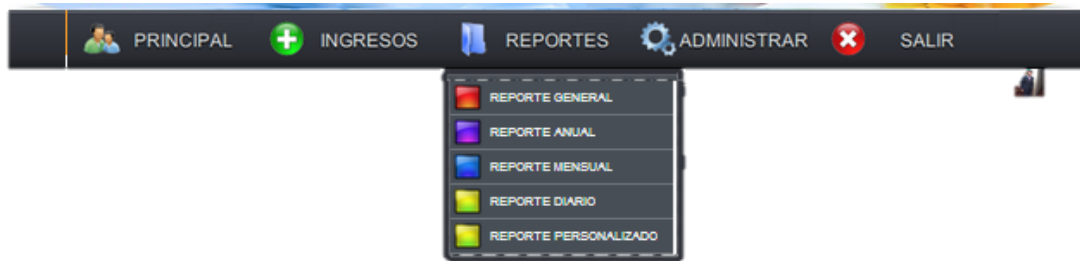 PRINCIPAL INGRESOS REPORTES ADMINISTRAR SALIR
REPORTE GENERAL
REPORTE ANUAL
REPORTE MENSUAL
REPORTE DIARIO
REPORTE PERSONALIZADO